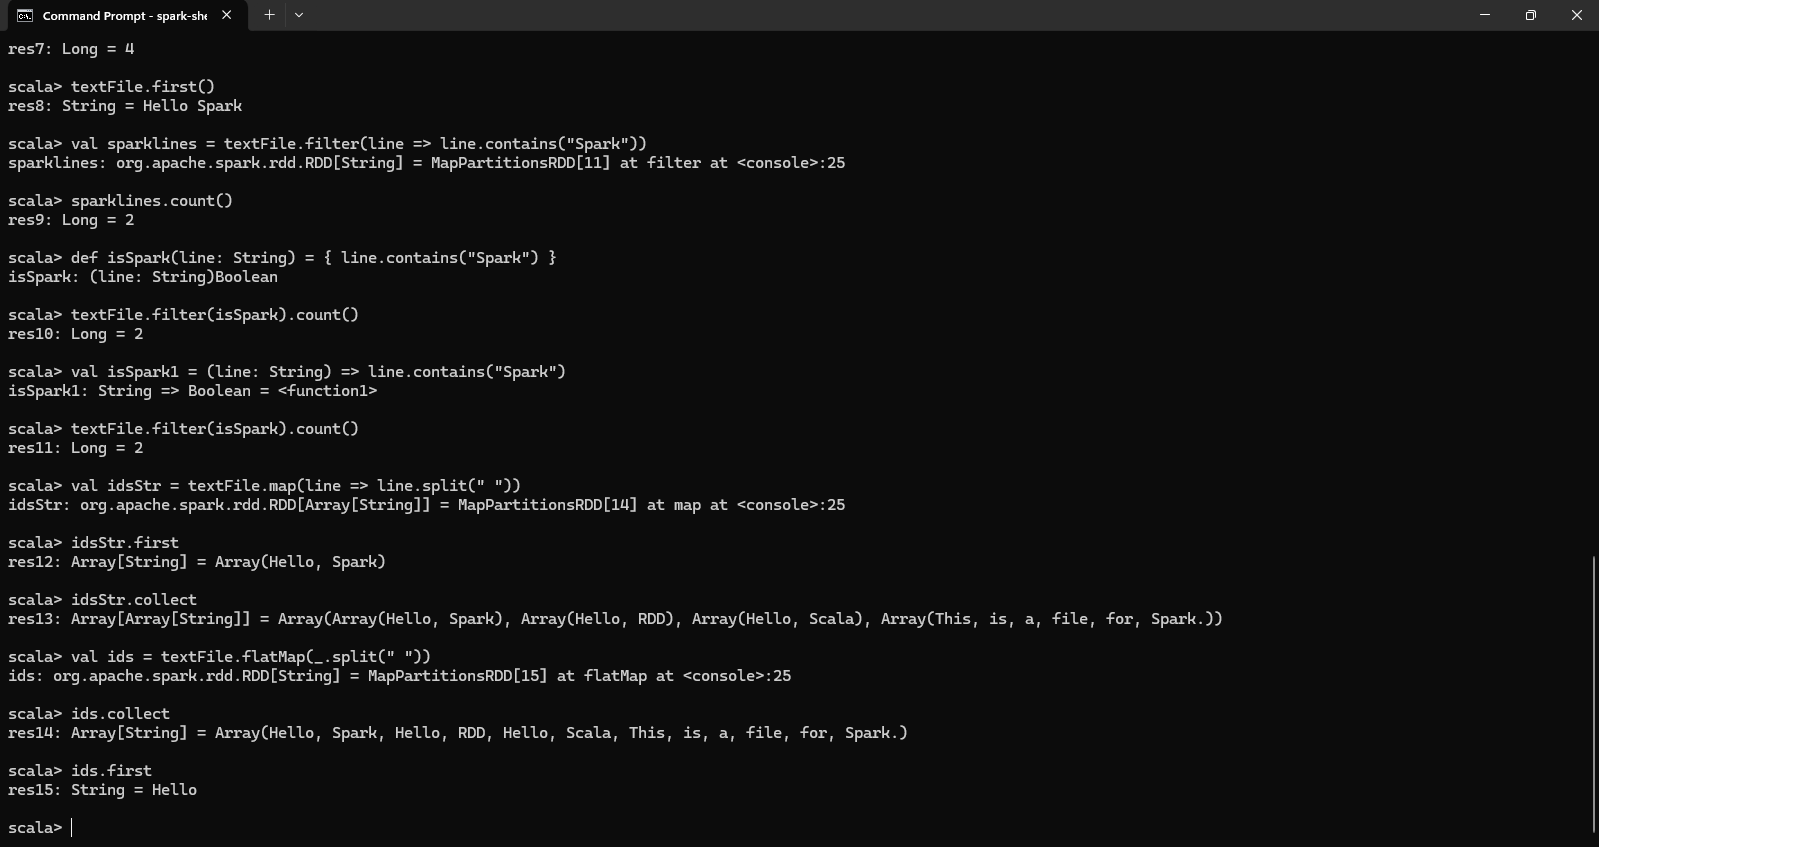 Command Prompt - spark-she
res7: Long = 4
scala> textFile.first()
res8: String = Hello Spark
scala> val sparklines = textFile.filter(line => line.contains("Spark"))
sparklines: org.apache.spark.rdd.RDD[String] = MapPartitionsRDD[11] at filter at <console>:25
scala> sparklines.count()
res9: Long = 2
scala> def isSpark(line: String) = { line.contains("Spark") }
isSpark: (line: String)Boolean
scala> textFile.filter(isSpark).count()
res10: Long = 2
scala> val isSpark1 = (line: String) => line.contains("Spark")
isSpark1: String => Boolean = <function1>
scala> textFile.filter(isSpark).count()
res11: Long = 2
scala> val idsStr = textFile.map(line => line.split(" "))
idsStr: org.apache.spark.rdd.RDD[Array[String]] = MapPartitionsRDD[14] at map at <console>:25
scala> idsStr.first
res12: Array[String] = Array(Hello, Spark)
scala> idsStr.collect
res13: Array[Array[String]] = Array(Array(Hello, Spark), Array(Hello, RDD), Array(Hello, Scala), Array(This, is, a, file, for, Spark.))
scala> val ids = textFile.flatMap(_.split(" "))
ids: org.apache.spark.rdd.RDD[String] = MapPartitionsRDD[15] at flatMap at <console>:25
scala> ids.collect
res14: Array[String] = Array(Hello, Spark, Hello, RDD, Hello, Scala, This, is, a, file, for, Spark.)
scala> ids.first
res15: String = Hello
scala>